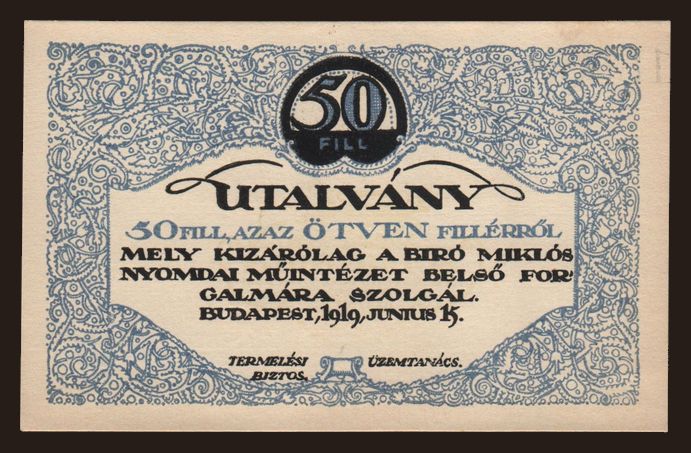 50
FILL
UTALVÁNY
50 FILL, AZAZ ÖTVEN FILLÉRRŐL
MELY KIZÁRÓLAG A BIRÓ MIKLÓS
NYOMDAI MŰINTÉZET BELSŐ FOR-
GALMÁRA SZOLGÁL.
BUDAPEST, 1919, JUNIUS 15.
TERMELÉSI ÜZEMTANÁCS.
BIZTOS.